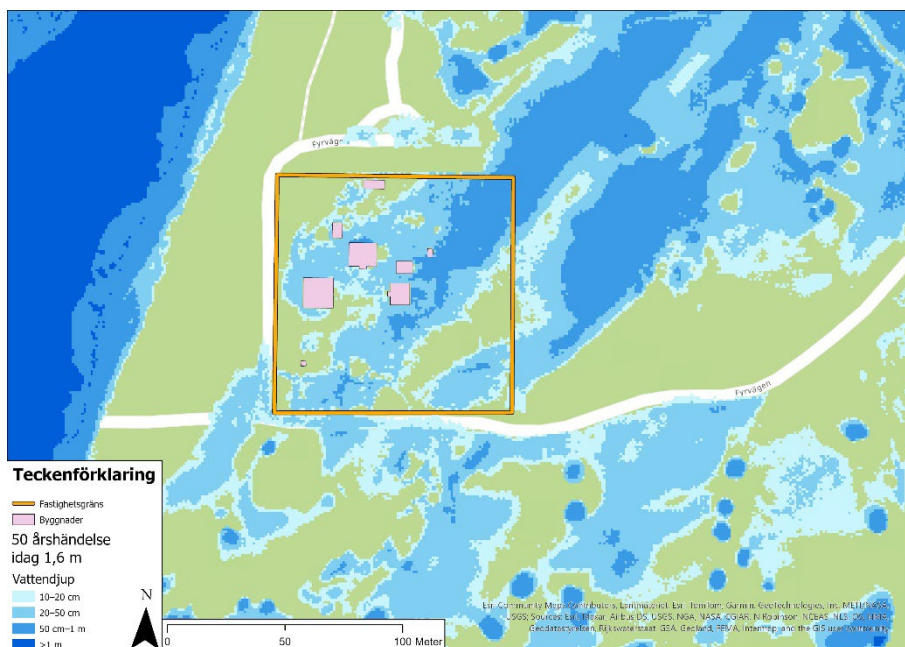 Fyrvägen
Fyrvägen
Teckenförklaring
Fastighetsgräns
Byggnader
50 årshändelse
idag 1,6 m
Vattendjup
10–20 cm
20–50 cm
50 cm–1 m
>1 m
N
0 50 100 Meter
Esri Community Maps Contributors, Lantmäteriet, Esri, TomTom, Garmin, GeoTechnologies, Inc, METI/NASA,
USGS; Sources: Esri, Maxar, Airbus DS, USGS, NGA, NASA, CGIAR, N Robinson, NCEAS, NLS, OS, NMA,
Geodatastyrelsen, Rijkswaterstaat, GSA, Geoland, FEMA, Intermap, and the GIS user community